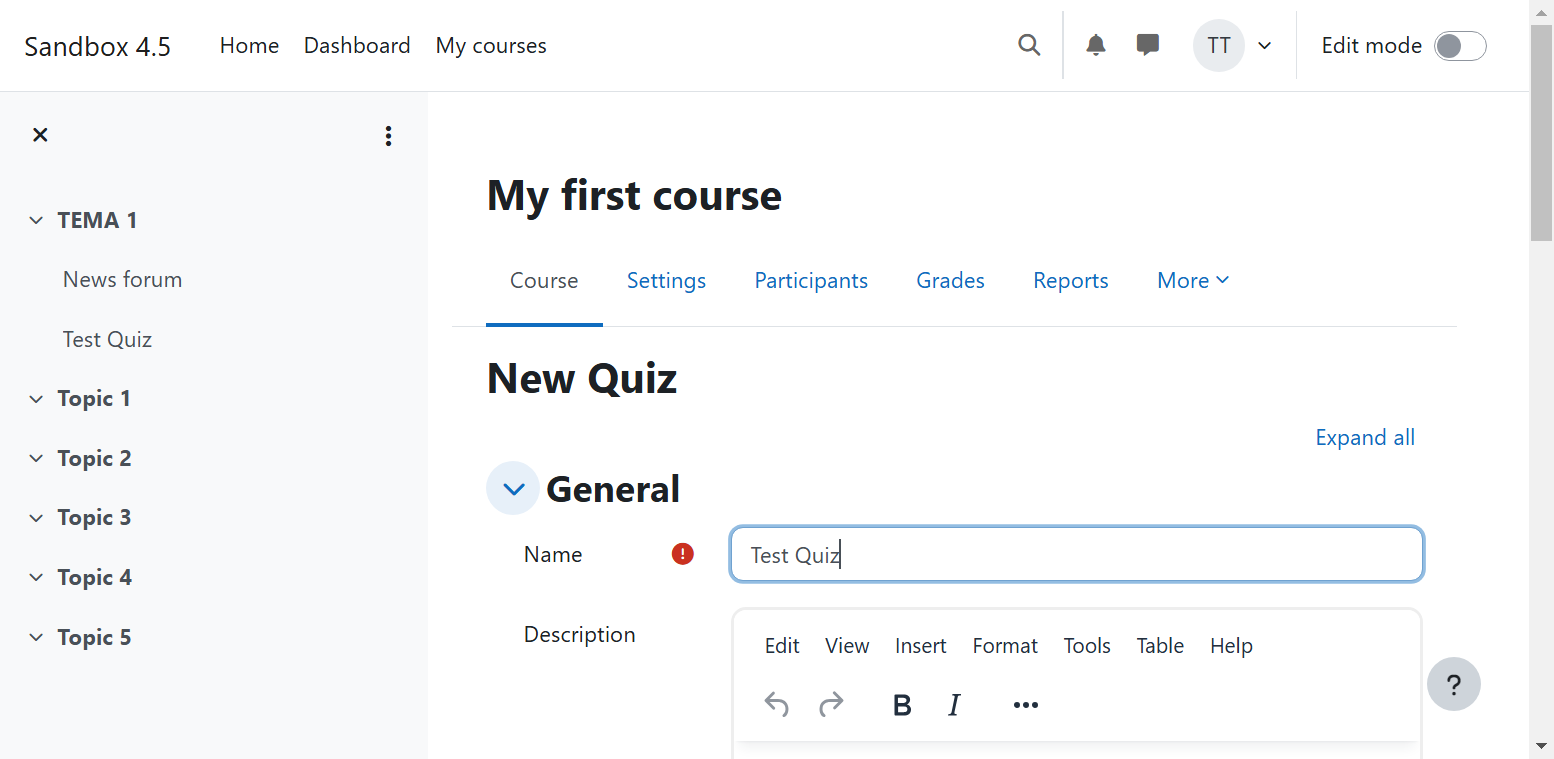 Sandbox 4.5 Home Dashboard My courses TT Edit mode
TEMA 1
News forum
Test Quiz
Topic 1
Topic 2
Topic 3
Topic 4
Topic 5
My first course
Course Settings Participants Grades Reports More
New Quiz
Expand all
General
Name ! Test Quiz
Description
Edit View Insert Format Tools Table Help
B I
?